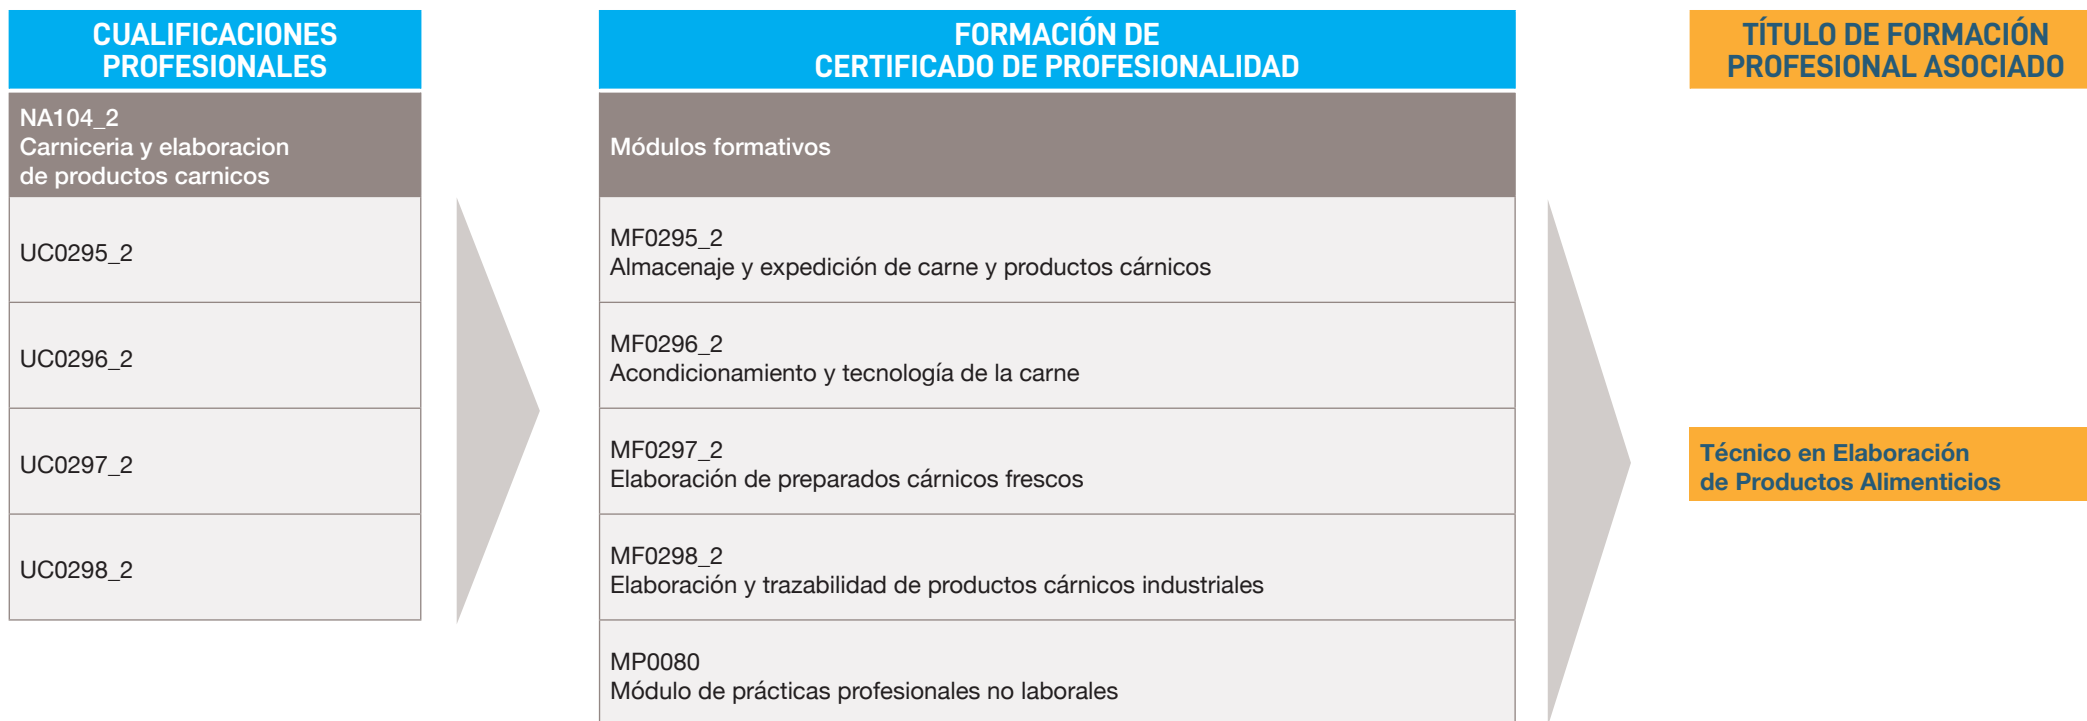 CUALIFICACIONES
PROFESIONALES
NA104_2
Carniceria y elaboracion
de productos carnicos
UC0295_2
UC0296_2
UC0297_2
UC0298_2
FORMACIÓN DE
CERTIFICADO DE PROFESIONALIDAD
Módulos formativos
MF0295_2
Almacenaje y expedición de carne y productos cárnicos
MF0296_2
Acondicionamiento y tecnología de la carne
MF0297_2
Elaboración de preparados cárnicos frescos
MF0298_2
Elaboración y trazabilidad de productos cárnicos industriales
MP0080
Módulo de prácticas profesionales no laborales
TÍTULO DE FORMACIÓN
PROFESIONAL ASOCIADO
Técnico en Elaboración
de Productos Alimenticios